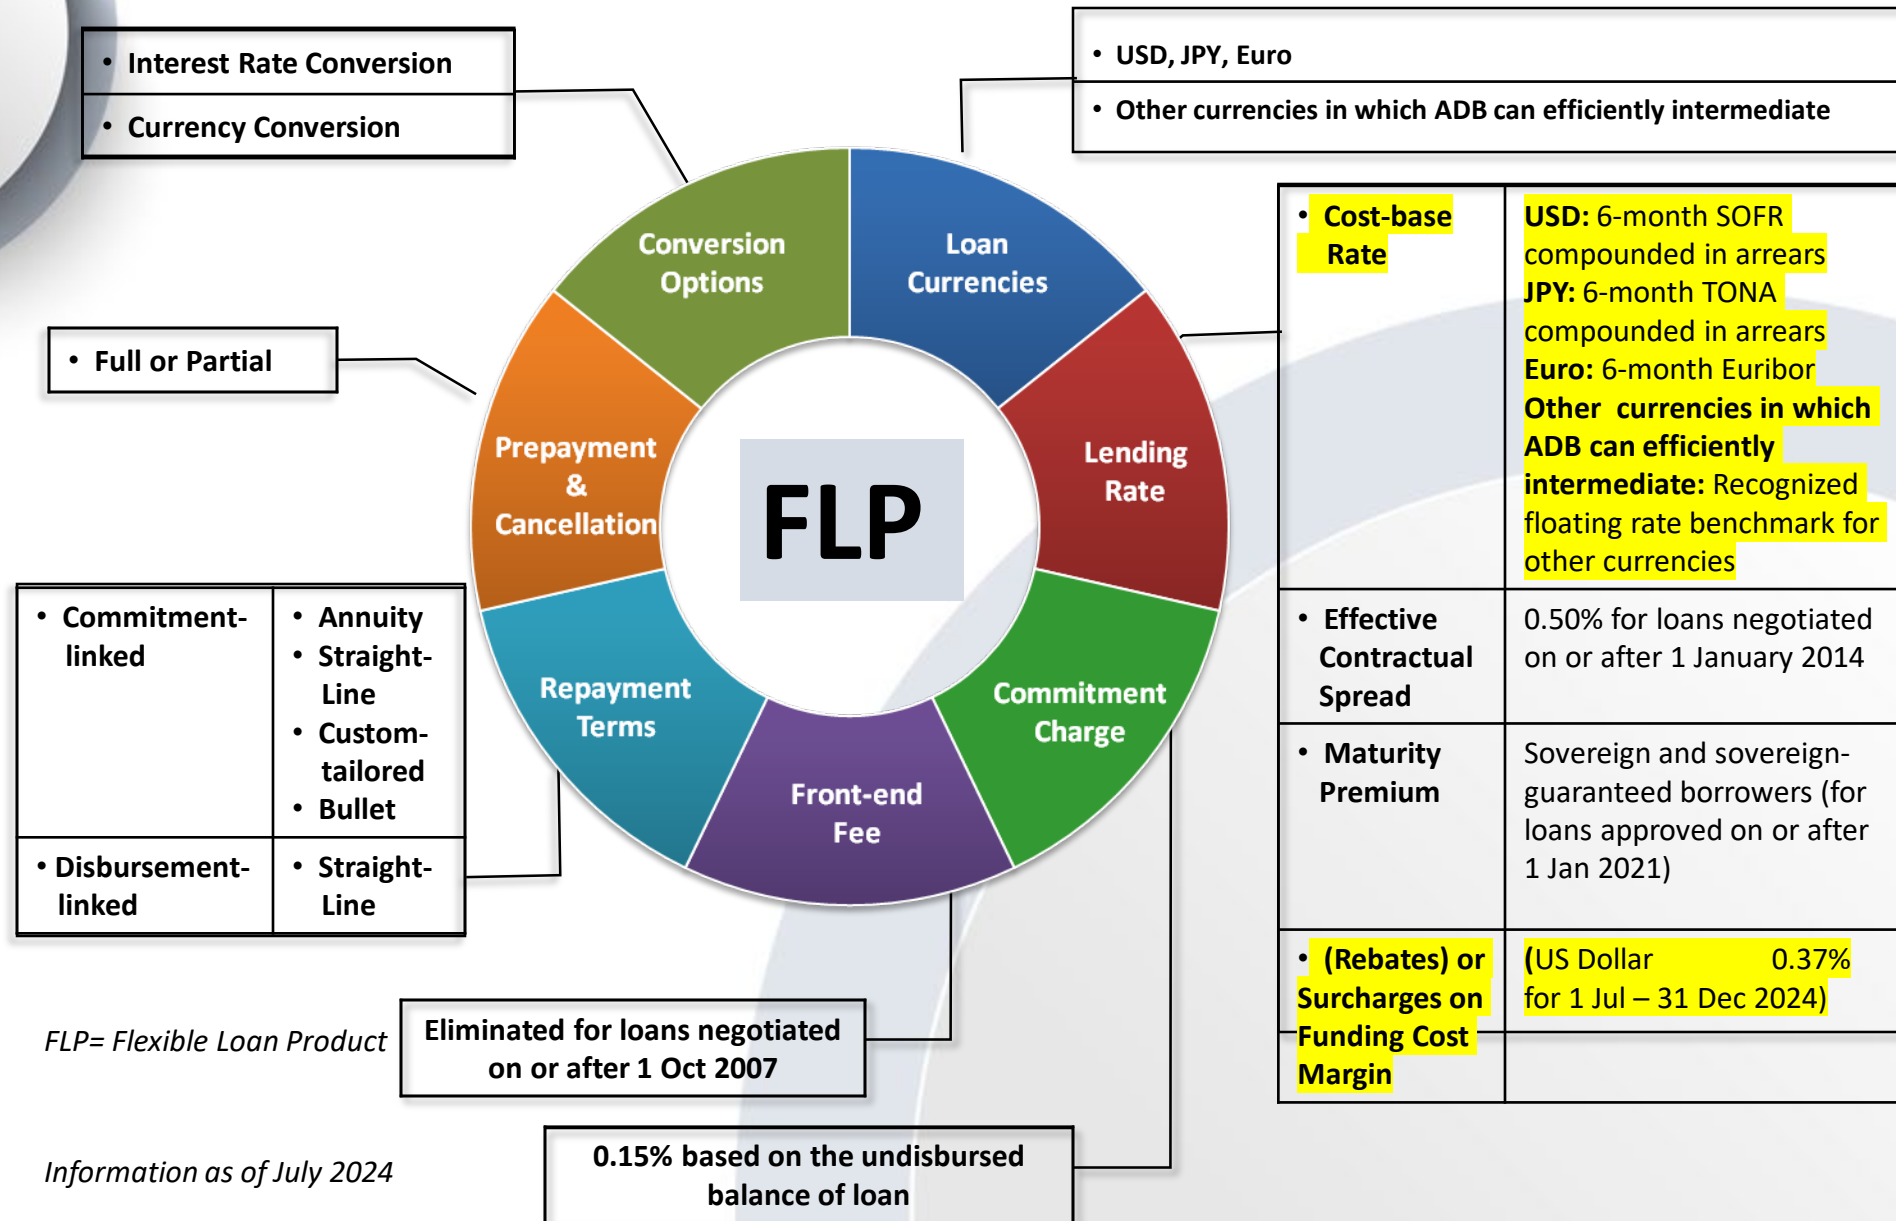 • Interest Rate Conversion
• Currency Conversion
• USD, JPY, Euro
• Other currencies in which ADB can efficiently intermediate
Conversion
Options
Loan
Currencies
• Full or Partial
Prepayment
&
Cancellation
FLP
Lending
Rate
• Cost-base
Rate
USD: 6-month SOFR
compounded in arrears
JPY: 6-month TONA
compounded in arrears
Euro: 6-month Euribor
Other currencies in which
ADB can efficiently
intermediate: Recognized
floating rate benchmark for
other currencies
• Effective
Contractual
Spread
0.50% for loans negotiated
on or after 1 January 2014
• Maturity
Premium
Sovereign and sovereign-
guaranteed borrowers (for
loans approved on or after
1 Jan 2021)
• (Rebates) or
Surcharges on
Funding Cost
Margin
(US Dollar 0.37%
for 1 Jul – 31 Dec 2024)
• Commitment-
linked
• Annuity
• Straight-
Line
• Custom-
tailored
• Bullet
• Disbursement-
linked
• Straight-
Line
Repayment
Terms
Front-end
Fee
Commitment
Charge
FLP= Flexible Loan Product
Eliminated for loans negotiated
on or after 1 Oct 2007
Information as of July 2024
0.15% based on the undisbursed
balance of loan